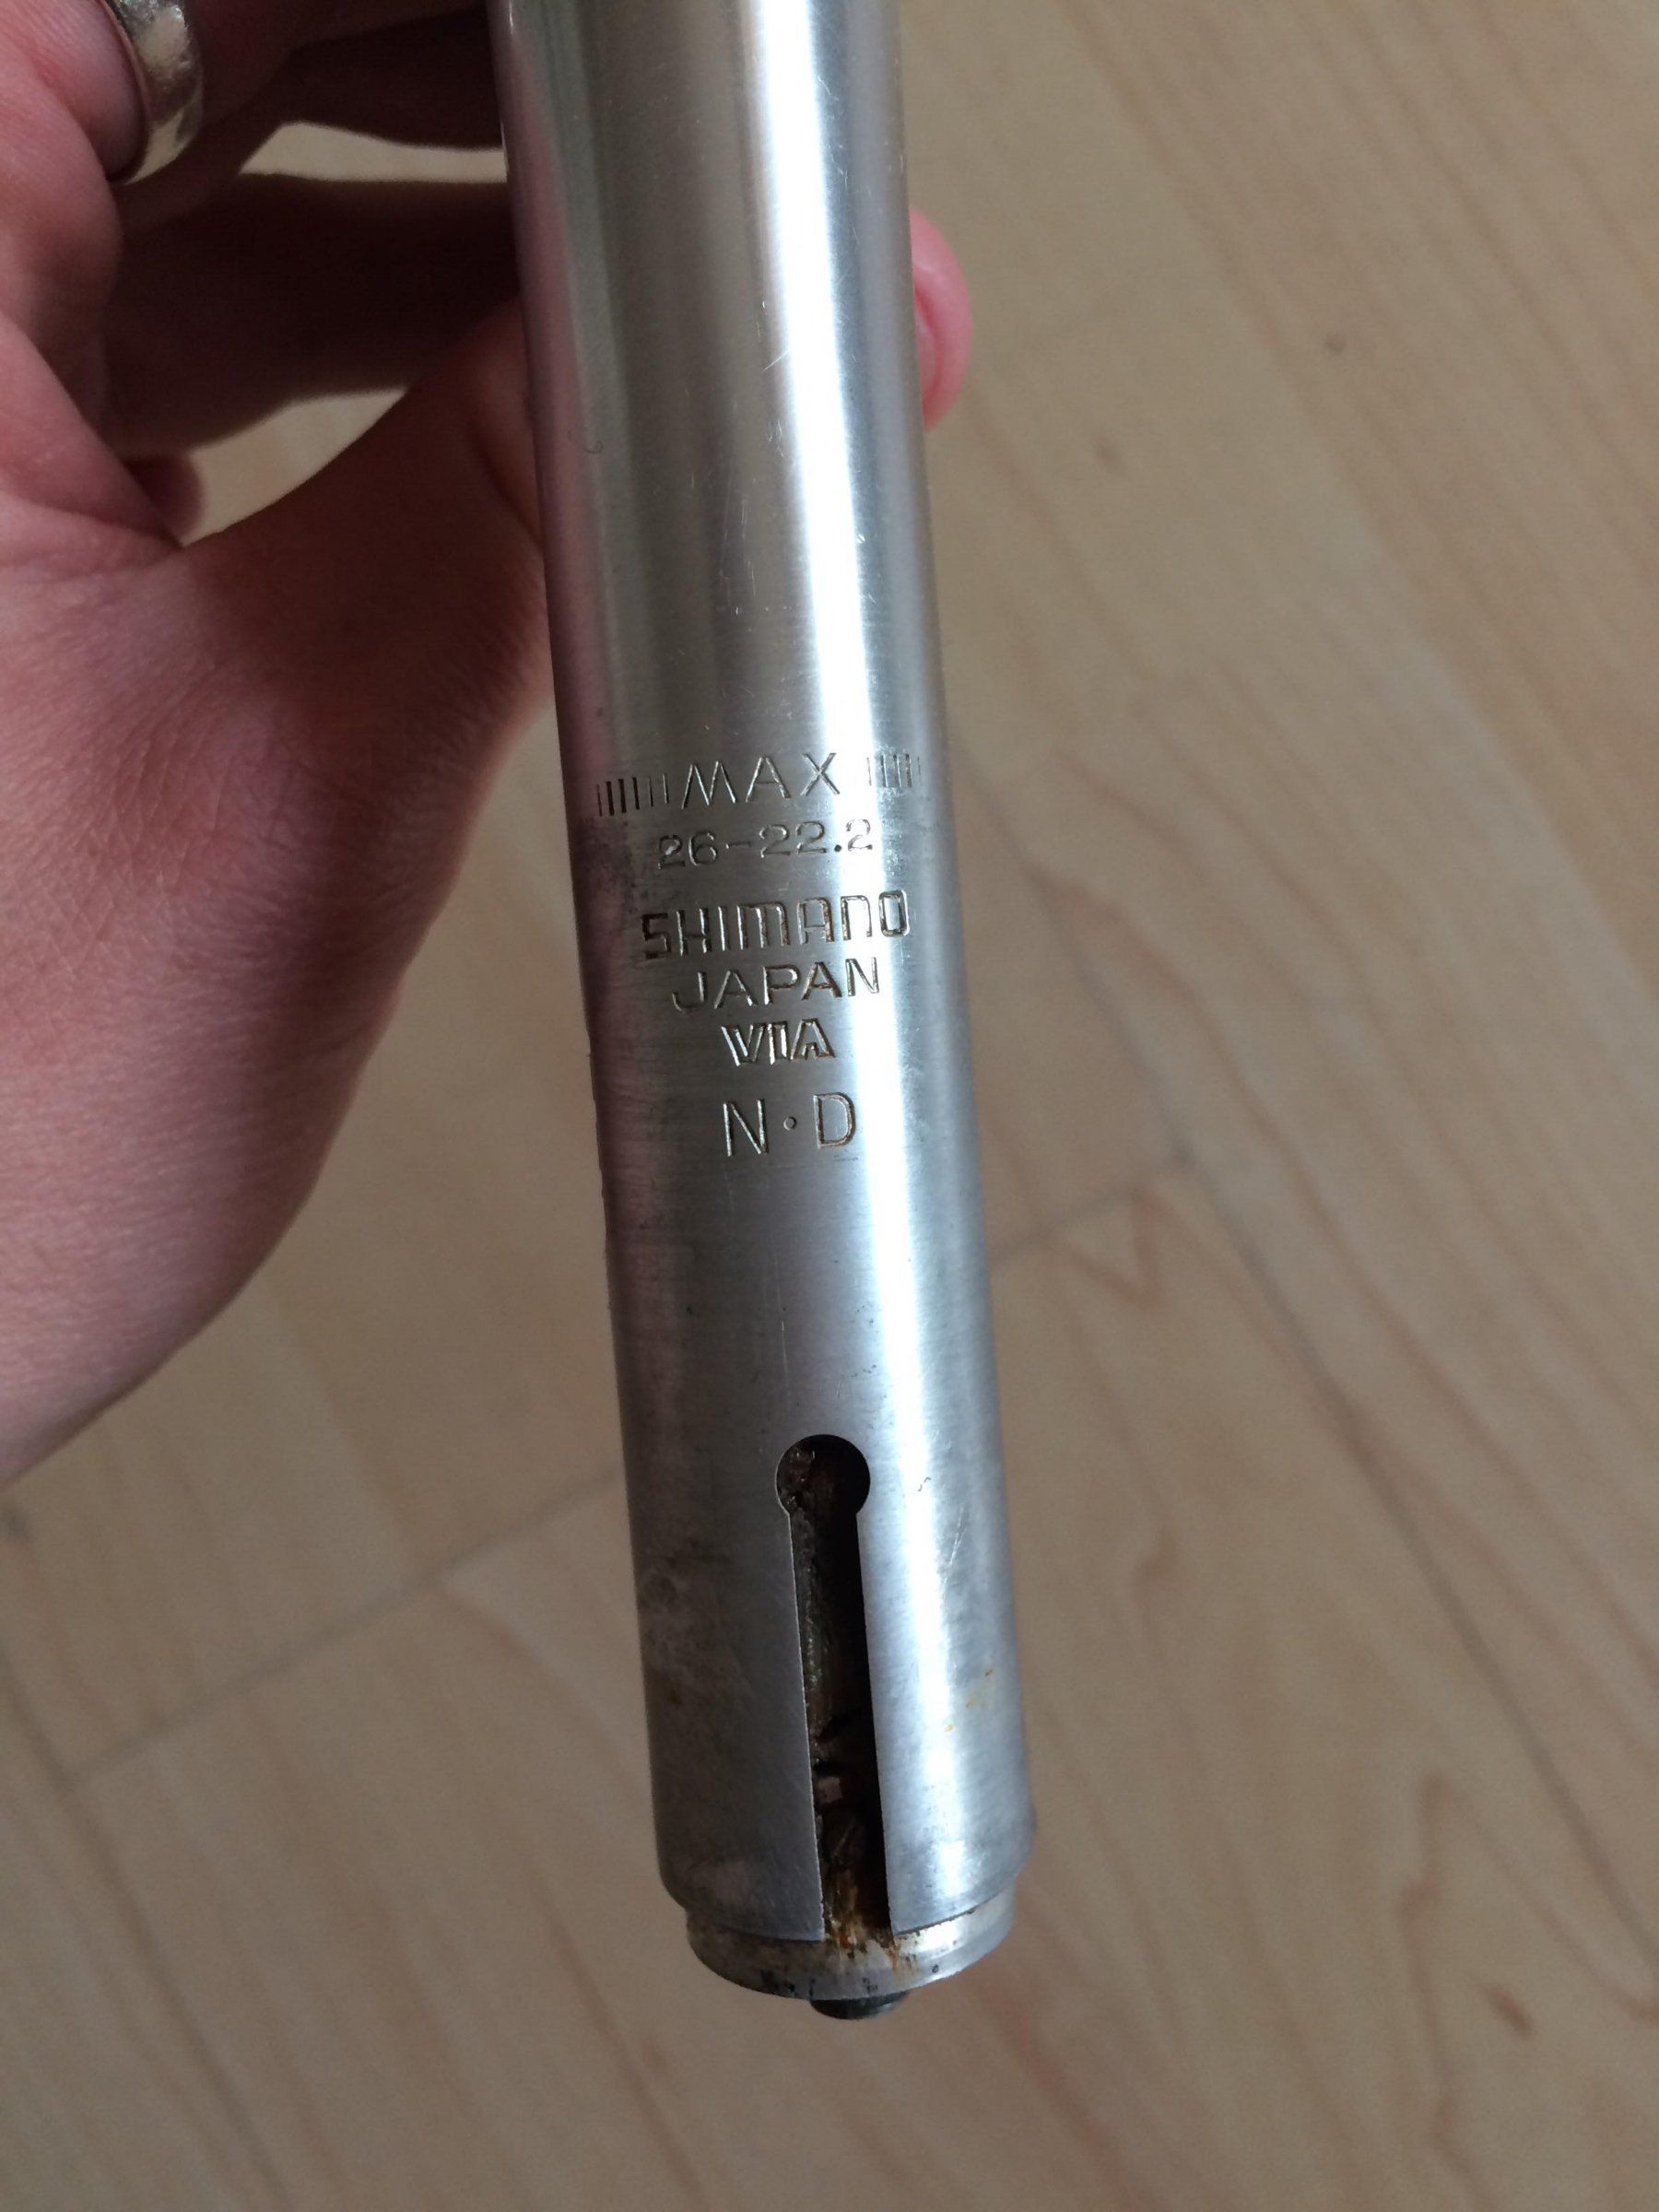 MAX
26-22.2
SHIMANO
JAPAN
VIA
N·D